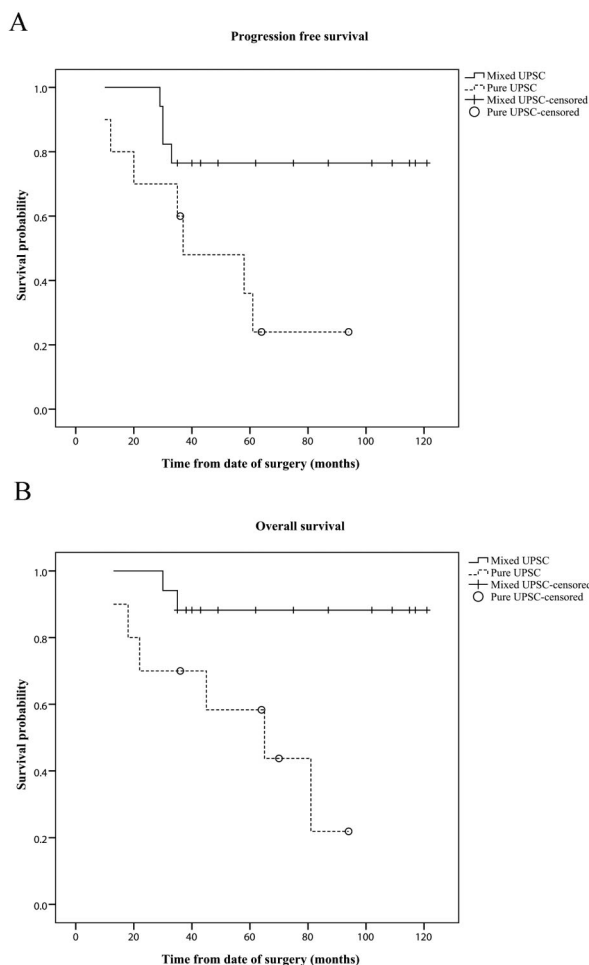 A
Progression free survival
Mixed UPSC
Pure UPSC
Mixed UPSC-censored
Pure UPSC-censored
1.0
0.8
0.6
0.4
0.2
0.0
Survival probability
0 20 40 60 80 100 120
Time from date of surgery (months)
B
Overall survival
Mixed UPSC
Pure UPSC
Mixed UPSC-censored
Pure UPSC-censored
1.0
0.8
0.6
0.4
0.2
0.0
Survival probability
0 20 40 60 80 100 120
Time from date of surgery (months)